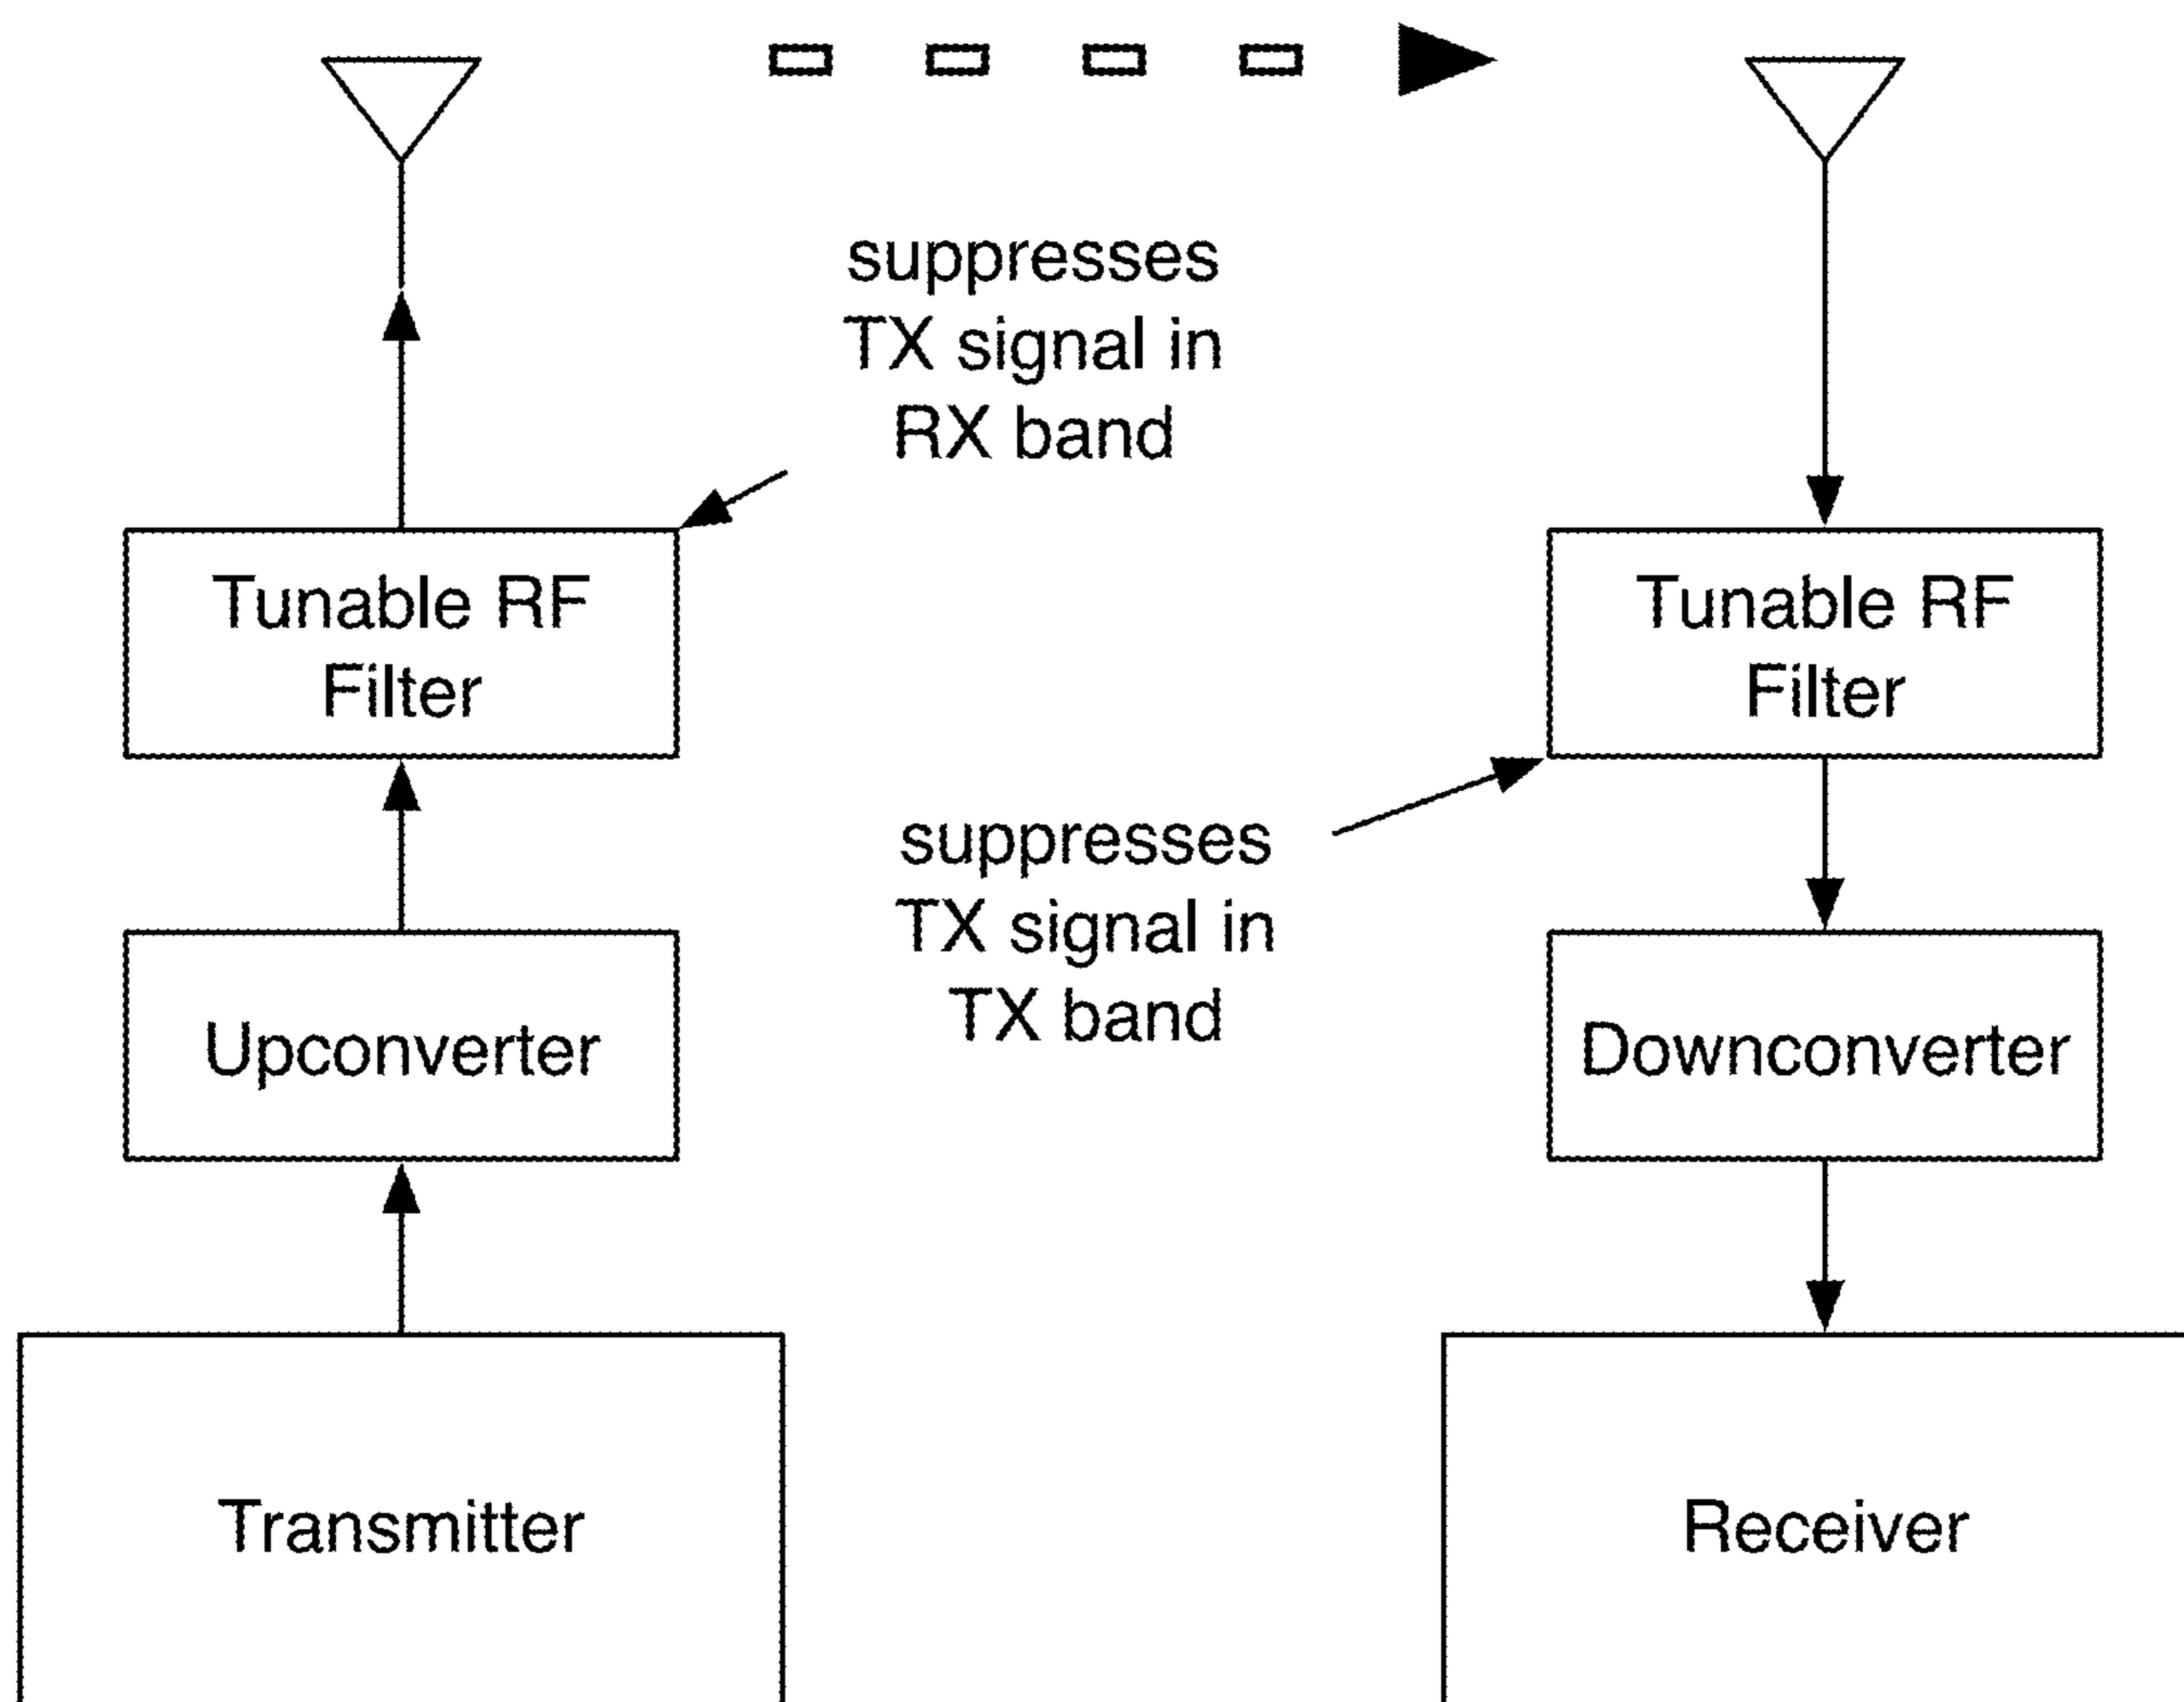 suppresses
TX signal in
RX band
Tunable RF
Filter
Tunable RF
Filter
suppresses
TX signal in
TX band
Upconverter
Downconverter
Transmitter
Receiver